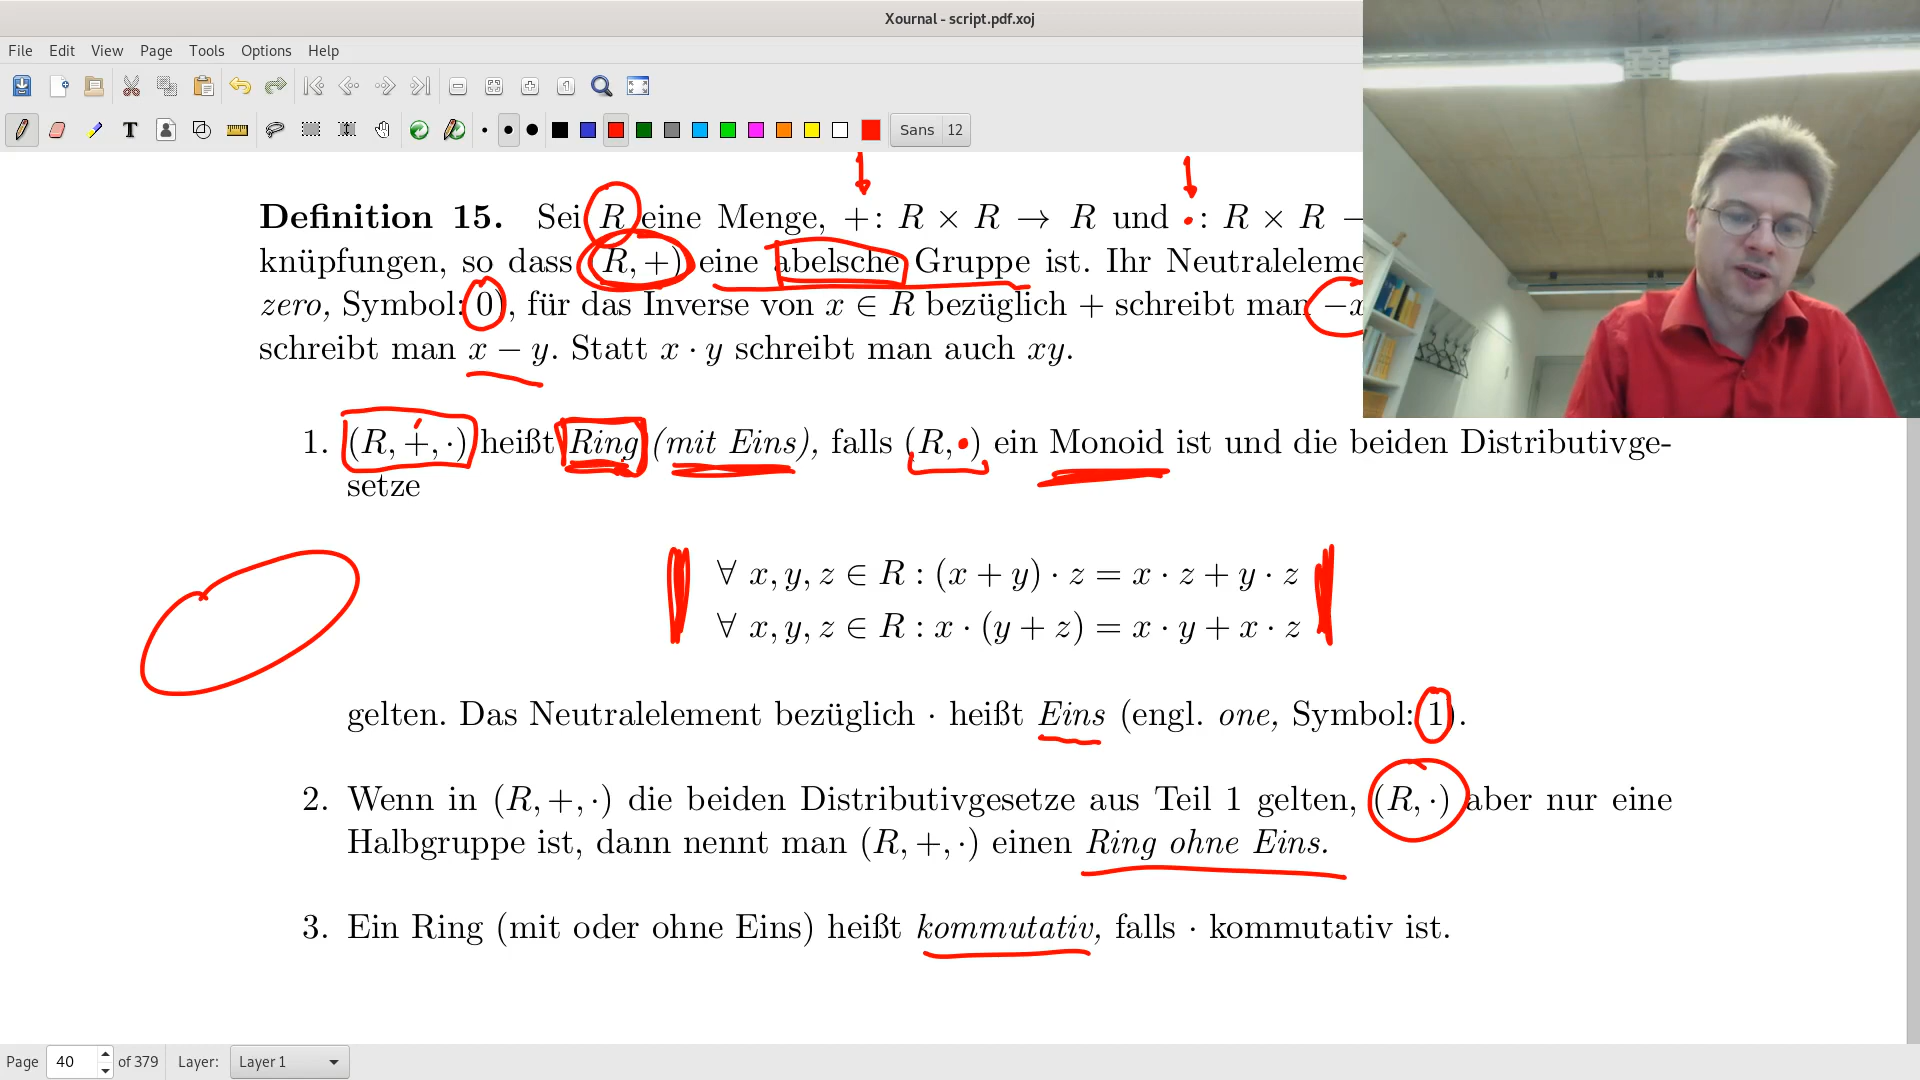 Xournal - script.pdf.xoj
File Edit View Page Tools Options Help
Sans 12
Definition 15. Sei R eine Menge, +: R × R → R und ·: R × R
knüpfungen, so dass (R, +) eine abelsche Gruppe ist. Ihr
zero, Symbol: 0), für das Inverse von x ∈ R bezüglich + schreibt man −x
schreibt man x − y. Statt x · y schreibt man auch xy.
1. (R, +, ·) heißt Ring (mit Eins), falls (R, ·) ein Monoid ist und die beiden Distributivge-
setze
∀ x, y, z ∈ R : (x + y) · z = x · z + y · z
∀ x, y, z ∈ R : x · (y + z) = x · y + x · z
gelten. Das Neutralelement bezüglich · heißt Eins (engl. one, Symbol: 1).
2. Wenn in (R, +, ·) die beiden Distributivgesetze aus Teil 1 gelten, (R, ·) aber nur eine
Halbgruppe ist, dann nennt man (R, +, ·) einen Ring ohne Eins.
3. Ein Ring (mit oder ohne Eins) heißt kommutativ, falls · kommutativ ist.
Page 40 of 379 Layer: Layer 1